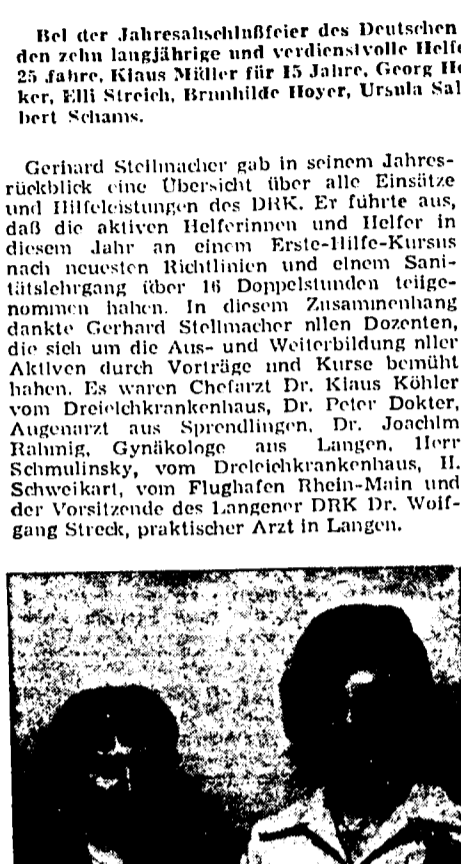 Bei der Jahresabschlußfeier des Deutschen
den zehn langjährige und verdienstvolle Helfe
25 Jahre, Klaus Müller für 15 Jahre, Georg He
ker, Elli Streich, Brunhilde Hoyer, Ursula Sal
bert Schams.
Gerhard Stellmacher gab in seinem Jahres-
rückblick eine Übersicht über alle Einsätze
und Hilfeleistungen des DRK. Er führte aus,
daß die aktiven Helferinnen und Helfer in
diesem Jahr an einem Erste-Hilfe-Kursus
nach neuesten Richtlinien und einem Sani-
tätslehrgang über 16 Doppelstunden teilge-
nommen haben. In diesem Zusammenhang
dankte Gerhard Stellmacher allen Dozenten,
die sich um die Aus- und Weiterbildung aller
Aktiven durch Vorträge und Kurse bemüht
haben. Es waren Chefarzt Dr. Klaus Köhler
vom Dreieichkrankenhaus, Dr. Peter Dokter,
Augenarzt aus Sprendlingen, Dr. Joachim
Rahmig, Gynäkologe aus Langen, Herr
Schmulinsky, vom Dreieichkrankenhaus, H.
Schweikart, vom Flughafen Rhein-Main und
der Vorsitzende des Langener DRK Dr. Wolf-
gang Streck, praktischer Arzt in Langen.